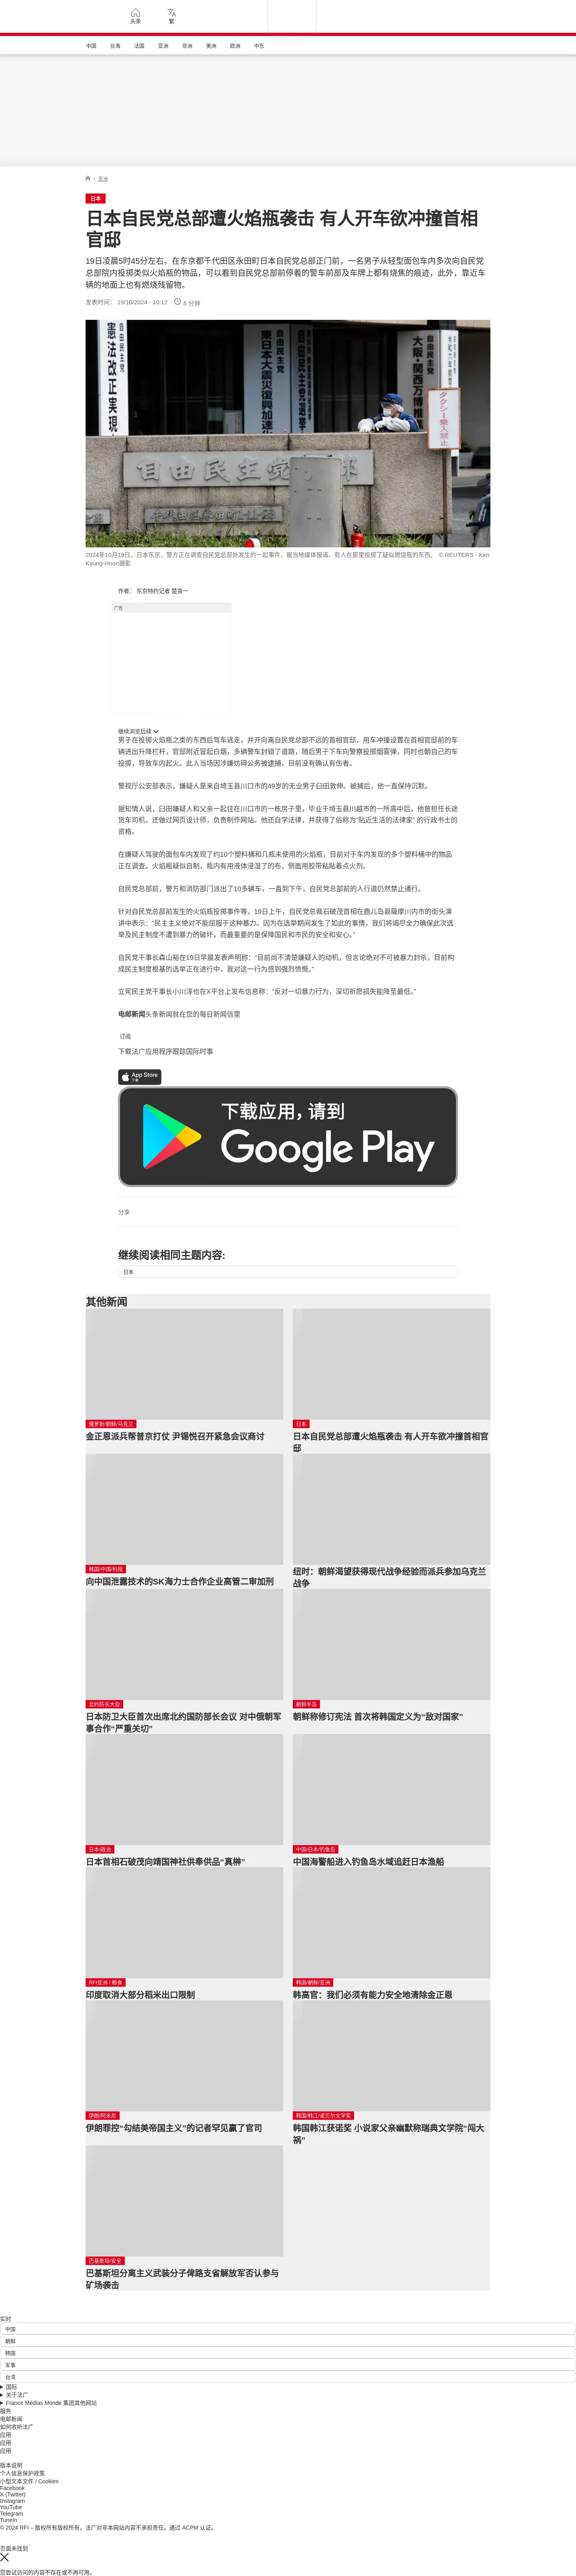 头条
繁
中国
台海
法国
亚洲
非洲
美洲
欧洲
中东
/ 亚洲
日本
日本自民党总部遭火焰瓶袭击 有人开车欲冲撞首相
官邸
19日凌晨5时45分左右，在东京都千代田区永田町日本自民党总部正门前，一名男子从轻型面包车内多次向自民党
总部院内投掷类似火焰瓶的物品，可以看到自民党总部前停着的警车前部及车牌上都有烧焦的痕迹，此外，靠近车
辆的地面上也有燃烧残留物。
发表时间： 19/10/2024 - 10:12
5 分钟
憲法改正実現
自由民主党
東日本大震災復興加速
自由民主党
大阪・関西万博
タクシー乗入禁止
自由民主党本部
2024年10月19日，日本东京，警方正在调查自民党总部外发生的一起事件，据当地媒体报道，有人在那里投掷了疑似燃烧瓶的东西。 © REUTERS - Kim
Kyung-Hoon摄影
作者： 东京特约记者 楚良一
广告
继续浏览后续
男子在投掷火焰瓶之类的东西后驾车逃走，并开向离自民党总部不远的首相官邸，用车冲撞设置在首相官邸前的车
辆进出升降栏杆，官邸附近冒起白烟，多辆警车封锁了道路，随后男子下车向警察投掷烟雾弹，同时也朝自己的车
投掷，导致车内起火。此人当场因涉嫌妨碍公务被逮捕，目前没有确认有伤者。
警视厅公安部表示，嫌疑人是来自埼玉县川口市的49岁的无业男子臼田敦伸。被捕后，他一直保持沉默。
据知情人说，臼田嫌疑人和父亲一起住在川口市的一栋房子里，毕业于埼玉县川越市的一所高中后，他曾担任长途
货车司机，还做过网页设计师，负责制作网站。他还自学法律，并获得了俗称为“贴近生活的法律家” 的行政书士的
资格。
在嫌疑人驾驶的面包车内发现了约10个塑料桶和几瓶未使用的火焰瓶，目前对于车内发现的多个塑料桶中的物品
正在调查。火焰瓶疑似自制，瓶内有用液体浸湿了的布，侧面用胶带粘贴着点火剂。
自民党总部前，警方和消防部门派出了10多辆车，一直到下午，自民党总部前的人行道仍然禁止通行。
针对自民党总部前发生的火焰瓶投掷事件等，19日上午，自民党总裁石破茂首相在鹿儿岛县薩摩川内市的街头演
讲中表示：“民主主义绝对不能屈服于这种暴力。因为在选举期间发生了如此的事情，我们将竭尽全力确保此次选
举及民主制度不遭到暴力的破坏，而最重要的是保障国民和市民的安全和安心。”
自民党干事长森山裕在19日早晨发表声明称：“目前尚不清楚嫌疑人的动机，但言论绝对不可被暴力封杀，目前构
成民主制度根基的选举正在进行中，我对这一行为感到强烈愤慨。”
立宪民主党干事长小川淳也在X平台上发布信息称：“反对一切暴力行为，深切祈愿损失能降至最低。”
电邮新闻头条新闻就在您的每日新闻信里
订阅
下载法广应用程序跟踪国际时事
App Store
下载
下载应用，请到
Google Play
分享 :
继续阅读相同主题内容:
日本
其他新闻
俄罗斯/朝鲜/乌克兰
金正恩派兵帮普京打仗 尹锡悦召开紧急会议商讨
日本
日本自民党总部遭火焰瓶袭击 有人开车欲冲撞首相官
邸
韩国/中国/科技
向中国泄露技术的SK海力士合作企业高管二审加刑
纽时：朝鲜渴望获得现代战争经验而派兵参加乌克兰
战争
北约防长大会
日本防卫大臣首次出席北约国防部长会议 对中俄朝军
事合作“严重关切”
朝鲜半岛
朝鲜称修订宪法 首次将韩国定义为“敌对国家”
日本/政治
日本首相石破茂向靖国神社供奉供品“真榊”
中国/日本/钓鱼岛
中国海警船进入钓鱼岛水域追赶日本渔船
RFI亚洲 / 粮食
印度取消大部分稻米出口限制
韩国/朝鲜/亚洲
韩高官：我们必须有能力安全地清除金正恩
伊朗/阿米尼
伊朗罪控“勾结美帝国主义”的记者罕见赢了官司
韩国/韩江/诺贝尔文学奖
韩国韩江获诺奖 小说家父亲幽默称瑞典文学院“闯大
祸”
巴基斯坦/安全
巴基斯坦分离主义武装分子俾路支省解放军否认参与
矿场袭击
实时
中国
朝鲜
韩国
军事
台湾
国际
关于法广
France Médias Monde 集团其他网站
服务
电邮新闻
如何收听法广
应用
应用
应用
版本说明
个人信息保护政策
小型文本文件 / Cookies
Facebook
X (Twitter)
Instagram
YouTube
Telegram
TuneIn
© 2024 RFI – 版权所有版权所有。法广对非本网站内容不承担责任。通过 ACPM 认证。
页面未找到
您尝试访问的内容不存在或不再可用。